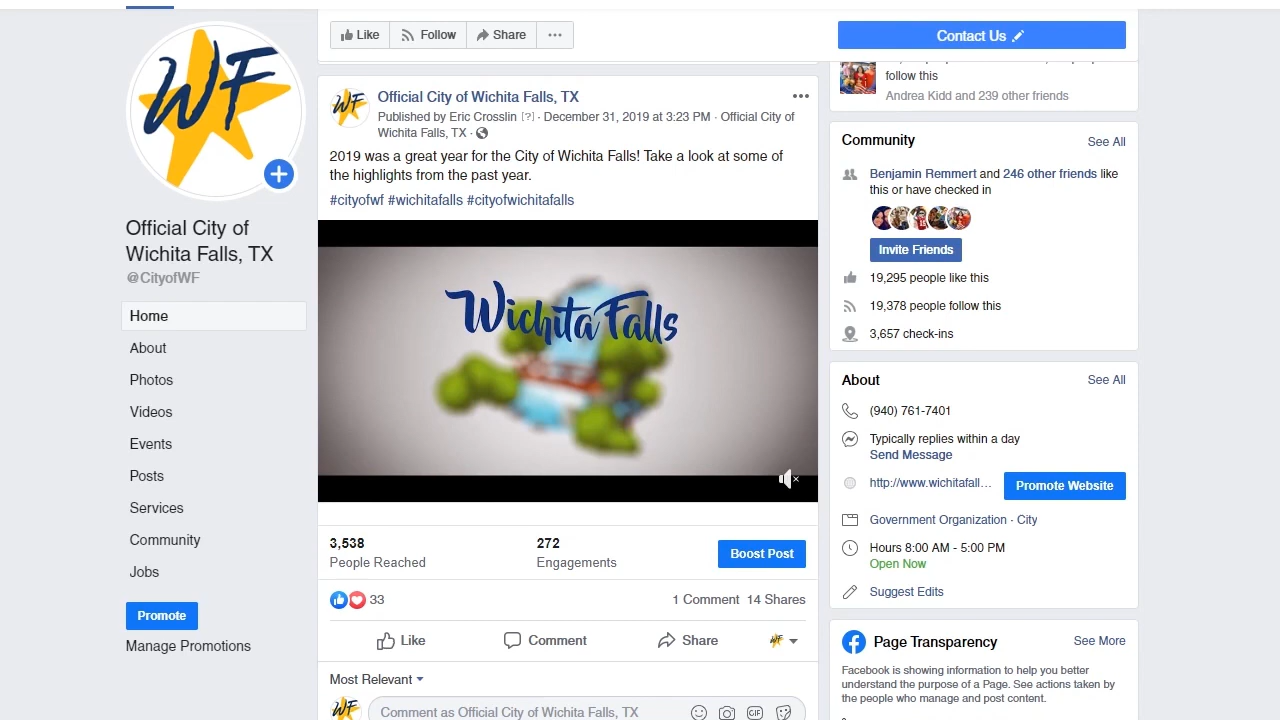 WF
Official City of
Wichita Falls, TX
@CityofWF
Home
About
Photos
Videos
Events
Posts
Services
Community
Jobs
Promote
Manage Promotions
Like
Follow
Share
Contact Us
WF
Official City of Wichita Falls, TX
Published by Eric Crosslin [?] · December 31, 2019 at 3:23 PM · Official City of
Wichita Falls, TX ·
2019 was a great year for the City of Wichita Falls! Take a look at some of
the highlights from the past year.
#cityofwf #wichitafalls #cityofwichitafalls
Wichita Falls
3,538
People Reached
272
Engagements
Boost Post
33
1 Comment 14 Shares
Like
Comment
Share
WF
Most Relevant
WF
Comment as Official City of Wichita Falls, TX
GIF
follow this
Andrea Kidd and 239 other friends
Community
See All
Benjamin Remmert and 246 other friends like
this or have checked in
Invite Friends
19,295 people like this
19,378 people follow this
3,657 check-ins
About
See All
(940) 761-7401
Typically replies within a day
Send Message
http://www.wichitafall...
Promote Website
Government Organization · City
Hours 8:00 AM - 5:00 PM
Open Now
Suggest Edits
Page Transparency
See More
Facebook is showing information to help you better
understand the purpose of a Page. See actions taken by
the people who manage and post content.